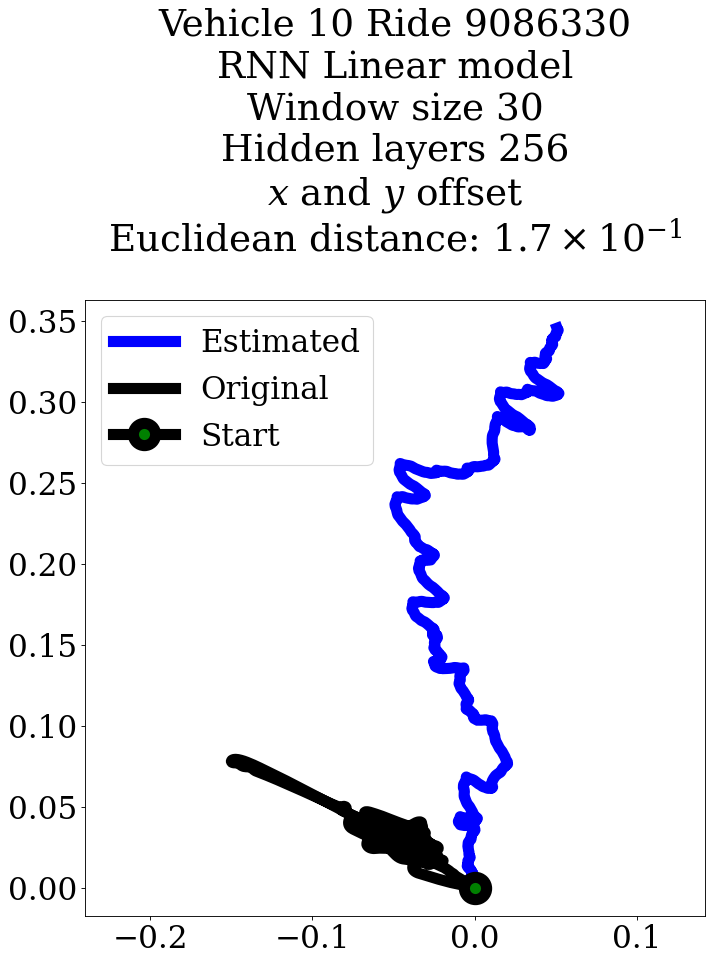 Vehicle 10 Ride 9086330
RNN Linear model
Window size 30
Hidden layers 256
x and y offset
Euclidean distance: 1.7 × 10⁻¹
0.35
0.30
0.25
0.20
0.15
0.10
0.05
0.00
Estimated
Original
Start
−0.2 −0.1 0.0 0.1